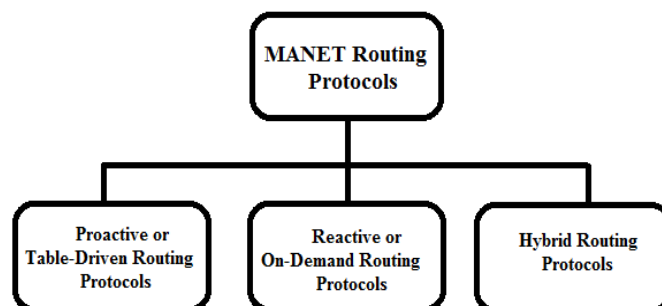 MANET Routing
Protocols
Proactive or
Table-Driven Routing
Protocols
Reactive or
On-Demand Routing
Protocols
Hybrid Routing
Protocols